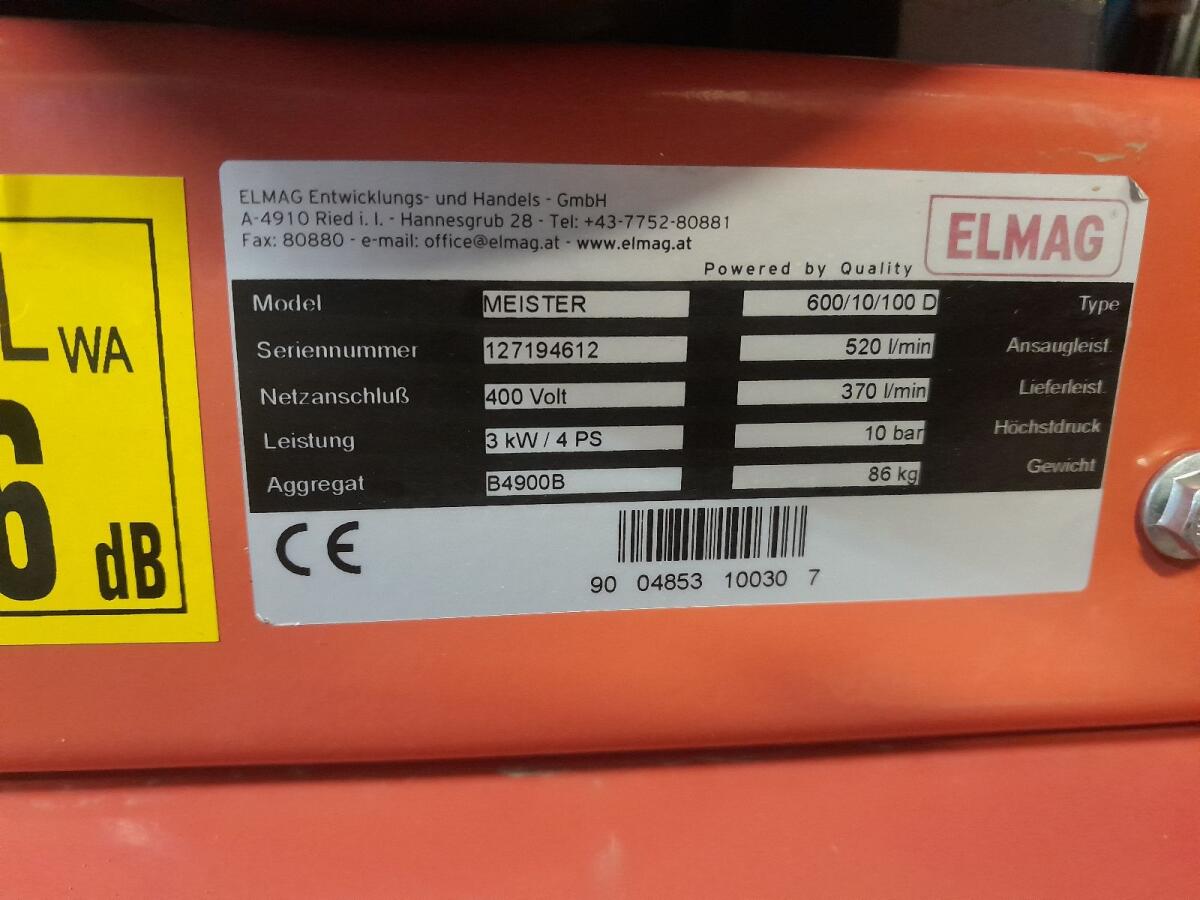 ELMAG Entwicklungs- und Handels - GmbH
A-4910 Ried i. I. - Hannesgrub 28 - Tel: +43-7752-80881
Fax: 80880 - e-mail: office@elmag.at - www.elmag.at
ELMAG®
Powered by Quality
Model MEISTER 600/10/100 D Type
Seriennummer 127194612 520 l/min Ansaugleist.
Netzanschluß 400 Volt 370 l/min Lieferleist.
Leistung 3 kW / 4 PS 10 bar Höchstdruck
Aggregat B4900B 86 kg Gewicht
CE
90 04853 10030 7
L WA
6 dB